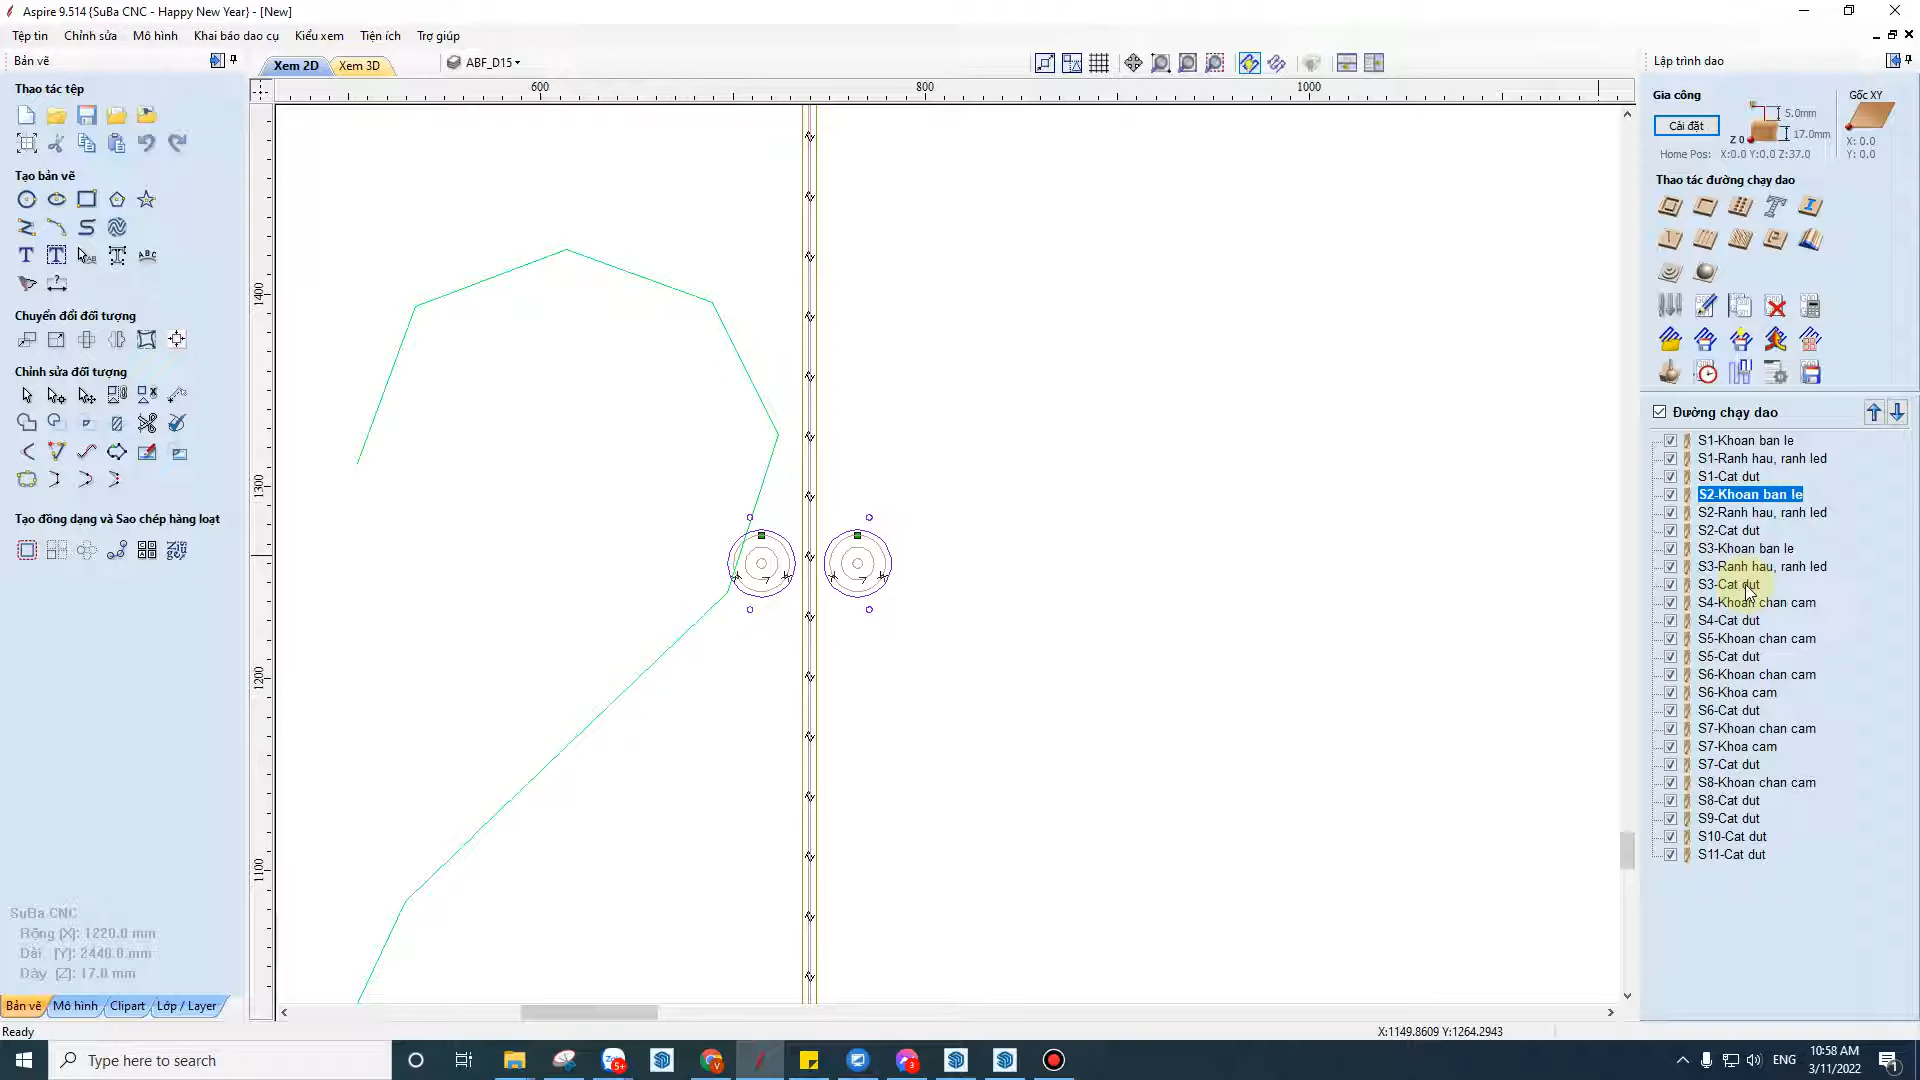 Aspire 9.514 {SuBa CNC - Happy New Year} - [New]
Tệp tin Chỉnh sửa Mô hình Khai báo dao cụ Kiểu xem Tiện ích Trợ giúp
Bản vẽ
Thao tác tệp
Tạo bản vẽ
Chuyển đổi đối tượng
Chỉnh sửa đối tượng
Tạo đồng dạng và Sao chép hàng loạt
SuBa CNC
Rộng [X]: 1220.0 mm
Dài [Y]: 2440.0mm
Dày [Z]: 17.0 mm
Bản vẽ Mô hình Clipart Lớp / Layer
Ready
Xem 2D Xem 3D ABF_D15
600 800 1000
1400
1300
1200
1100
X:1149.8609 Y:1264.2943
Lập trình dao
Gia công
Cài đặt
Z 0
5.0mm
17.0mm
Gốc XY
X: 0.0
Y: 0.0
Home Pos: X:0.0 Y:0.0 Z:37.0
Thao tác đường chạy dao
Đường chạy dao
S1-Khoan ban le
S1-Ranh hau, ranh led
S1-Cat dut
S2-Khoan ban le
S2-Ranh hau, ranh led
S2-Cat dut
S3-Khoan ban le
S3-Ranh hau, ranh led
S3-Cat dut
S4-Khoan chan cam
S4-Cat dut
S5-Khoan chan cam
S5-Cat dut
S6-Khoan chan cam
S6-Khoa cam
S6-Cat dut
S7-Khoan chan cam
S7-Khoa cam
S7-Cat dut
S8-Khoan chan cam
S8-Cat dut
S9-Cat dut
S10-Cat dut
S11-Cat dut
Type here to search
5+
3
ENG
10:58 AM
3/11/2022
1